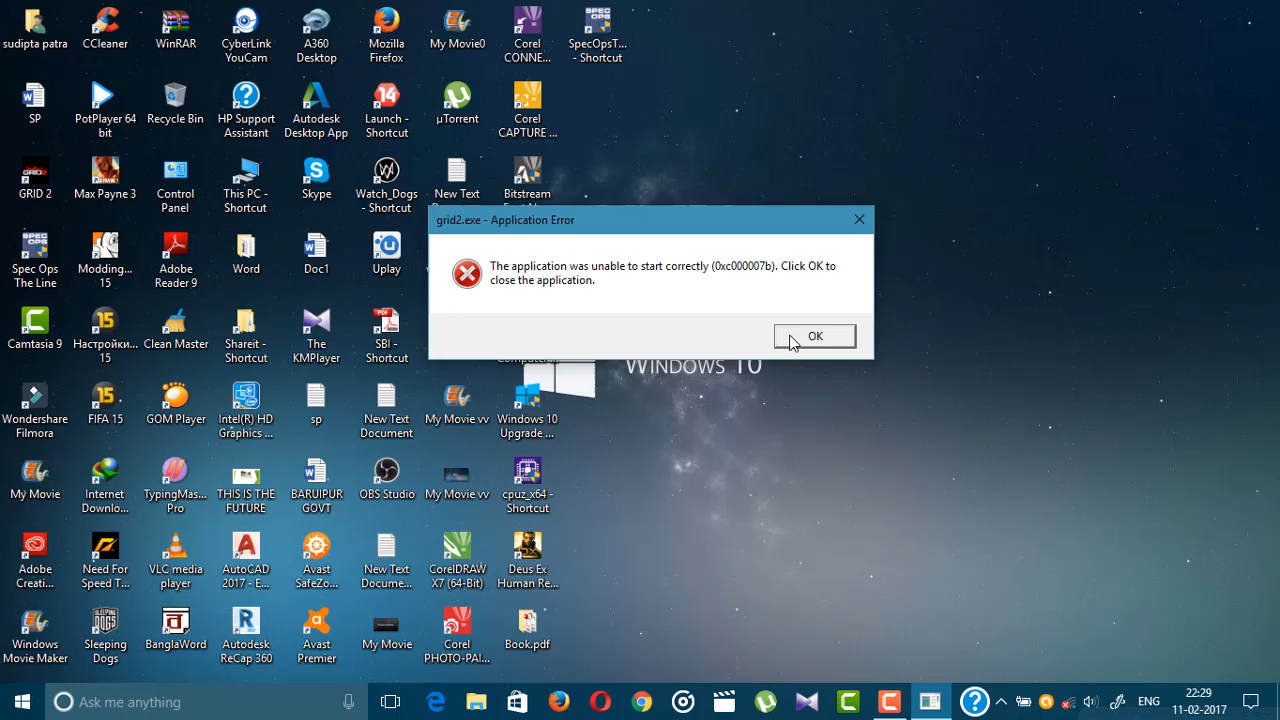 sudipta patra
CCleaner
WinRAR
CyberLink
YouCam
A360
Desktop
Mozilla
Firefox
My Movie0
Corel
CONNE...
SpecOpsT...
- Shortcut
SP
PotPlayer 64
bit
Recycle Bin
HP Support
Assistant
Autodesk
Desktop App
Launch -
Shortcut
µTorrent
Corel
CAPTURE ...
GRID 2
Max Payne 3
Control
Panel
This PC -
Shortcut
Skype
Watch_Dogs
- Shortcut
New Text
Bitstream
grid2.exe - Application Error
The application was unable to start correctly (0xc000007b). Click OK to
close the application.
OK
Spec Ops
The Line
Modding...
15
Adobe
Reader 9
Word
Doc1
Uplay
Camtasia 9
Настройки...
15
Clean Master
Shareit -
Shortcut
The
KMPlayer
SBI -
Shortcut
WINDOWS 10
Wondershare
Filmora
FIFA 15
GOM Player
Intel(R) HD
Graphics ...
sp
New Text
Document
My Movie vv
Windows 10
Upgrade ...
My Movie
Internet
Downlo...
TypingMas...
Pro
THIS IS THE
FUTURE
BARUIPUR
GOVT
OBS Studio
My Movie vv
cpuz_x64 -
Shortcut
Adobe
Creati...
Need For
Speed T...
VLC media
player
AutoCAD
2017 - E...
Avast
SafeZo...
New Text
Docume...
CorelDRAW
X7 (64-Bit)
Deus Ex
Human Re...
Windows
Movie Maker
Sleeping
Dogs
BanglaWord
Autodesk
ReCap 360
Avast
Premier
My Movie
Corel
PHOTO-PAI...
Book.pdf
Ask me anything
ENG
22:29
11-02-2017